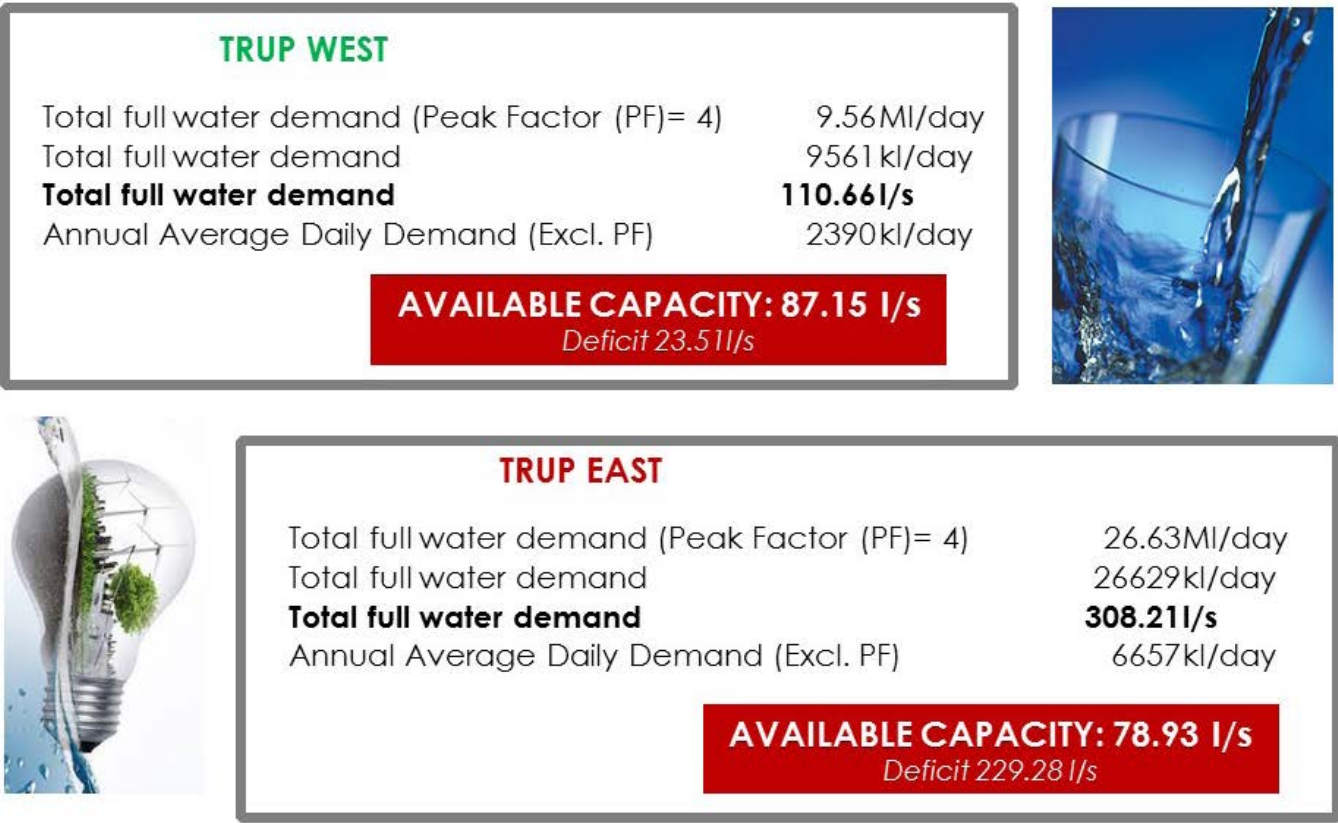 TRUP WEST
Total full water demand (Peak Factor (PF)= 4) 9.56Ml/day
Total full water demand 9561kl/day
Total full water demand 110.66l/s
Annual Average Daily Demand (Excl. PF) 2390kl/day
AVAILABLE CAPACITY: 87.15 l/s
Deficit 23.51l/s
TRUP EAST
Total full water demand (Peak Factor (PF)= 4) 26.63Ml/day
Total full water demand 26629kl/day
Total full water demand 308.21l/s
Annual Average Daily Demand (Excl. PF) 6657kl/day
AVAILABLE CAPACITY: 78.93 l/s
Deficit 229.28 l/s